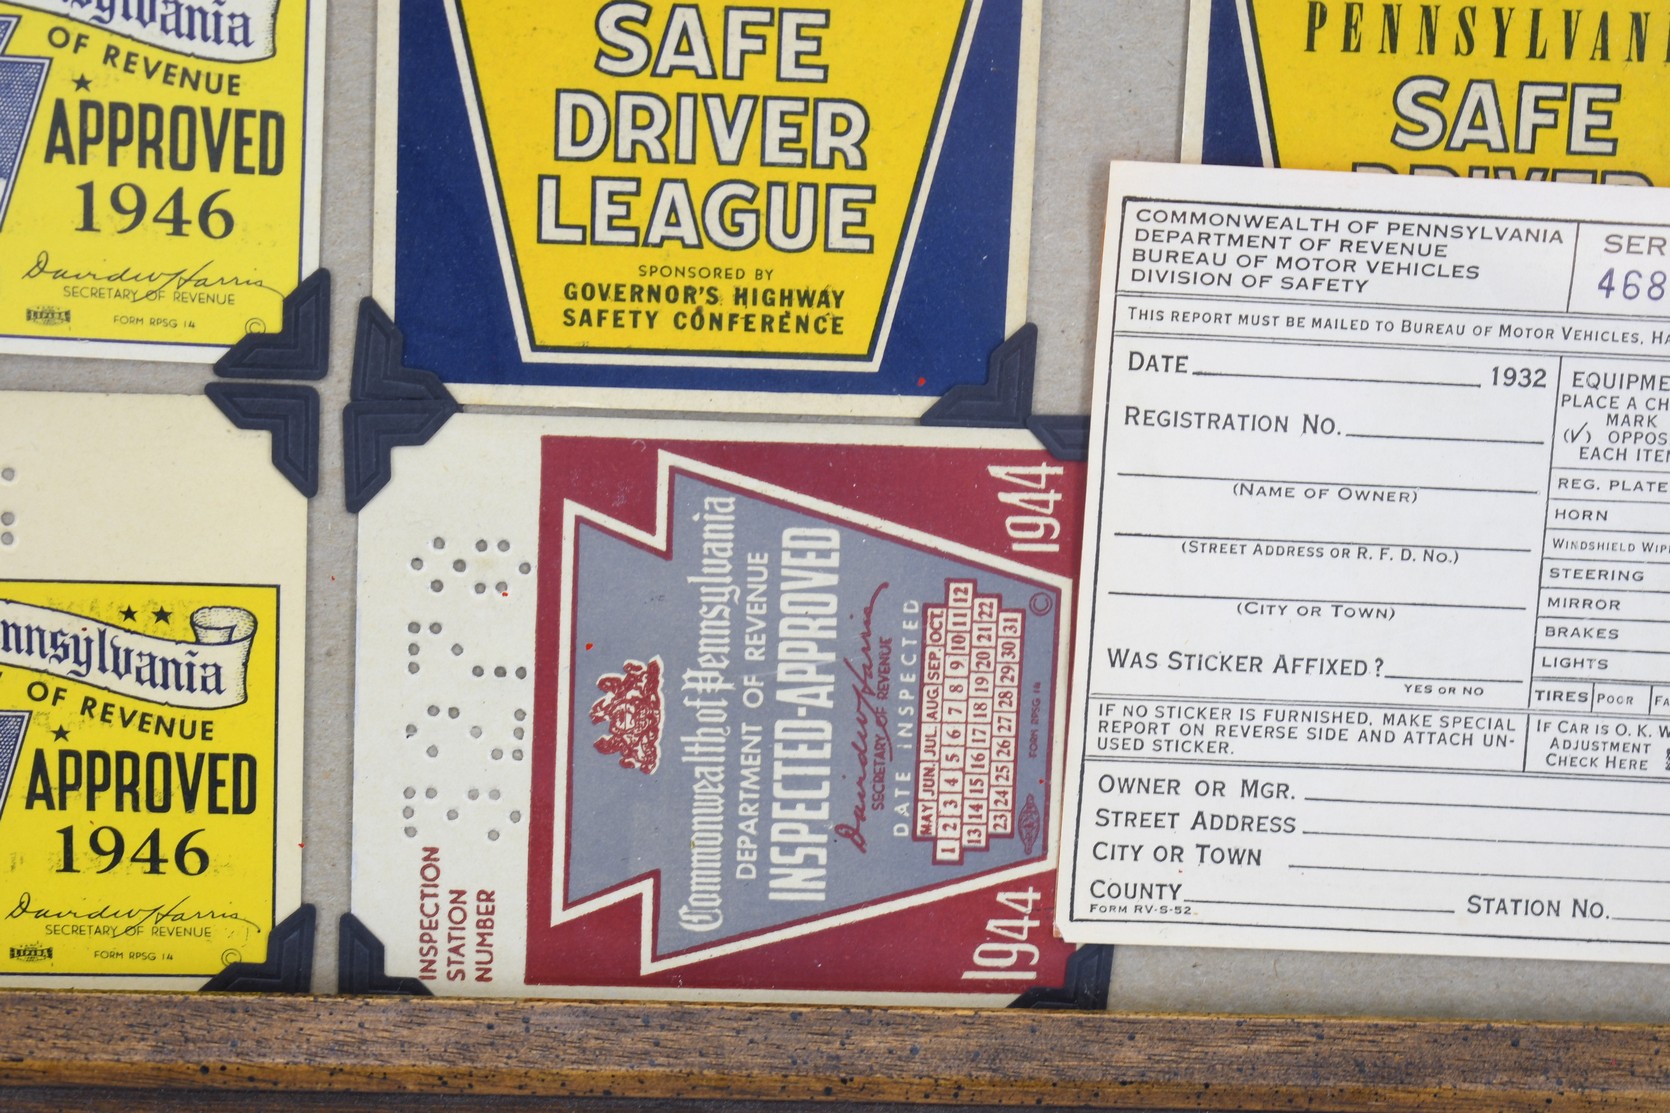 OF REVENUE
APPROVED
1946
David W Harris
SECRETARY OF REVENUE
FORM RPSG 14
©
OF REVENUE
APPROVED
1946
David W Harris
SECRETARY OF REVENUE
FORM RPSG 14
©
SAFE
DRIVER
LEAGUE
SPONSORED BY
GOVERNOR'S HIGHWAY
SAFETY CONFERENCE
INSPECTION
STATION
NUMBER
1944
1944
Commonwealth of Pennsylvania
DEPARTMENT OF REVENUE
INSPECTED-APPROVED
David W Harris
SECRETARY OF REVENUE
DATE INSPECTED
MAY JUN. JUL. AUG. SEP. OCT.
1 2 3 4 5 6 7 8 9 10 11 12
13 14 15 16 17 18 19 20 21 22
23 24 25 26 27 28 29 30 31
FORM RPSG 14
©
SAFE
COMMONWEALTH OF PENNSYLVANIA
DEPARTMENT OF REVENUE
BUREAU OF MOTOR VEHICLES
DIVISION OF SAFETY
468
THIS REPORT MUST BE MAILED TO BUREAU OF MOTOR VEHICLES,
DATE 1932
REGISTRATION NO.
(NAME OF OWNER)
(STREET ADDRESS OR R. F. D. NO.)
(CITY OR TOWN)
WAS STICKER AFFIXED?
YES OR NO
PLACE A
MARK
(√)
EACH
REG. PLATE
HORN
WINDSHIELD
STEERING
MIRROR
BRAKES
LIGHTS
TIRES POOR
IF NO STICKER IS FURNISHED, MAKE SPECIAL
REPORT ON REVERSE SIDE AND ATTACH UN-
USED STICKER.
IF CAR IS O. K.
ADJUSTMENT
CHECK HERE
OWNER OR MGR.
STREET ADDRESS
CITY OR TOWN
COUNTY
STATION NO.
FORM RV-S-52